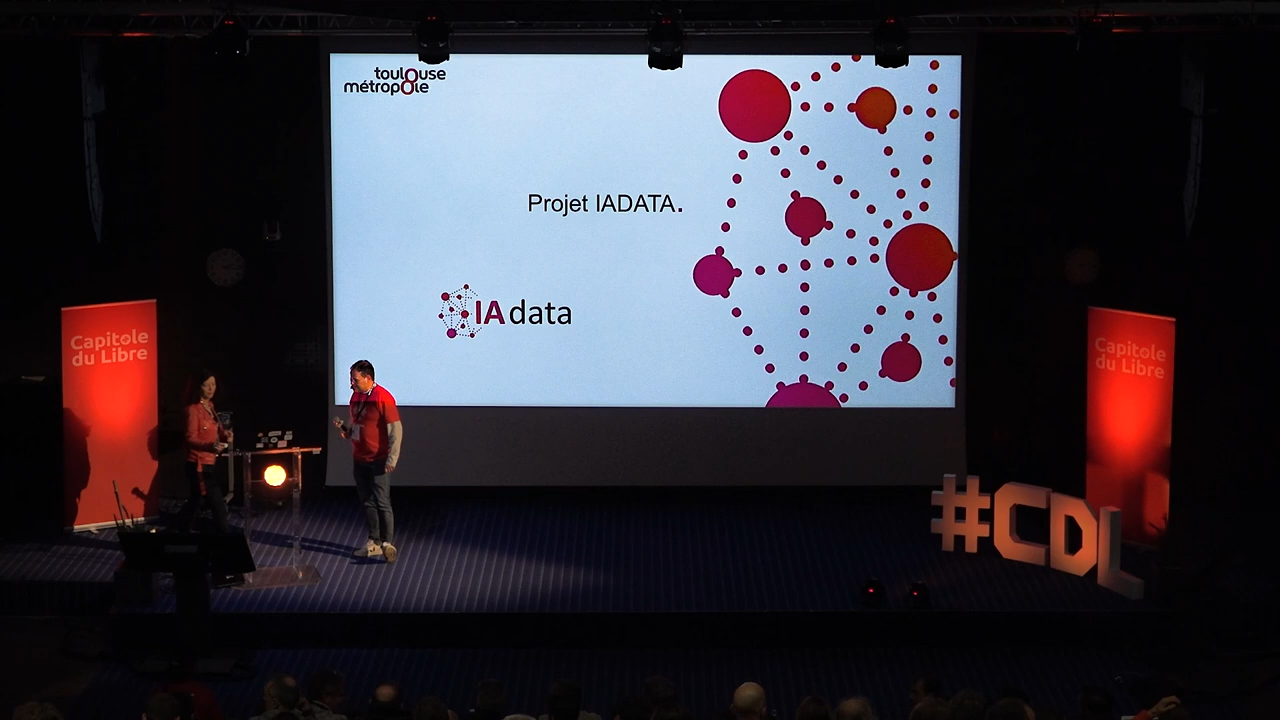 toulouse
métropole
Projet IADATA.
IAdata
Capitole
du Libre
Capitole
du Libre
#CDL